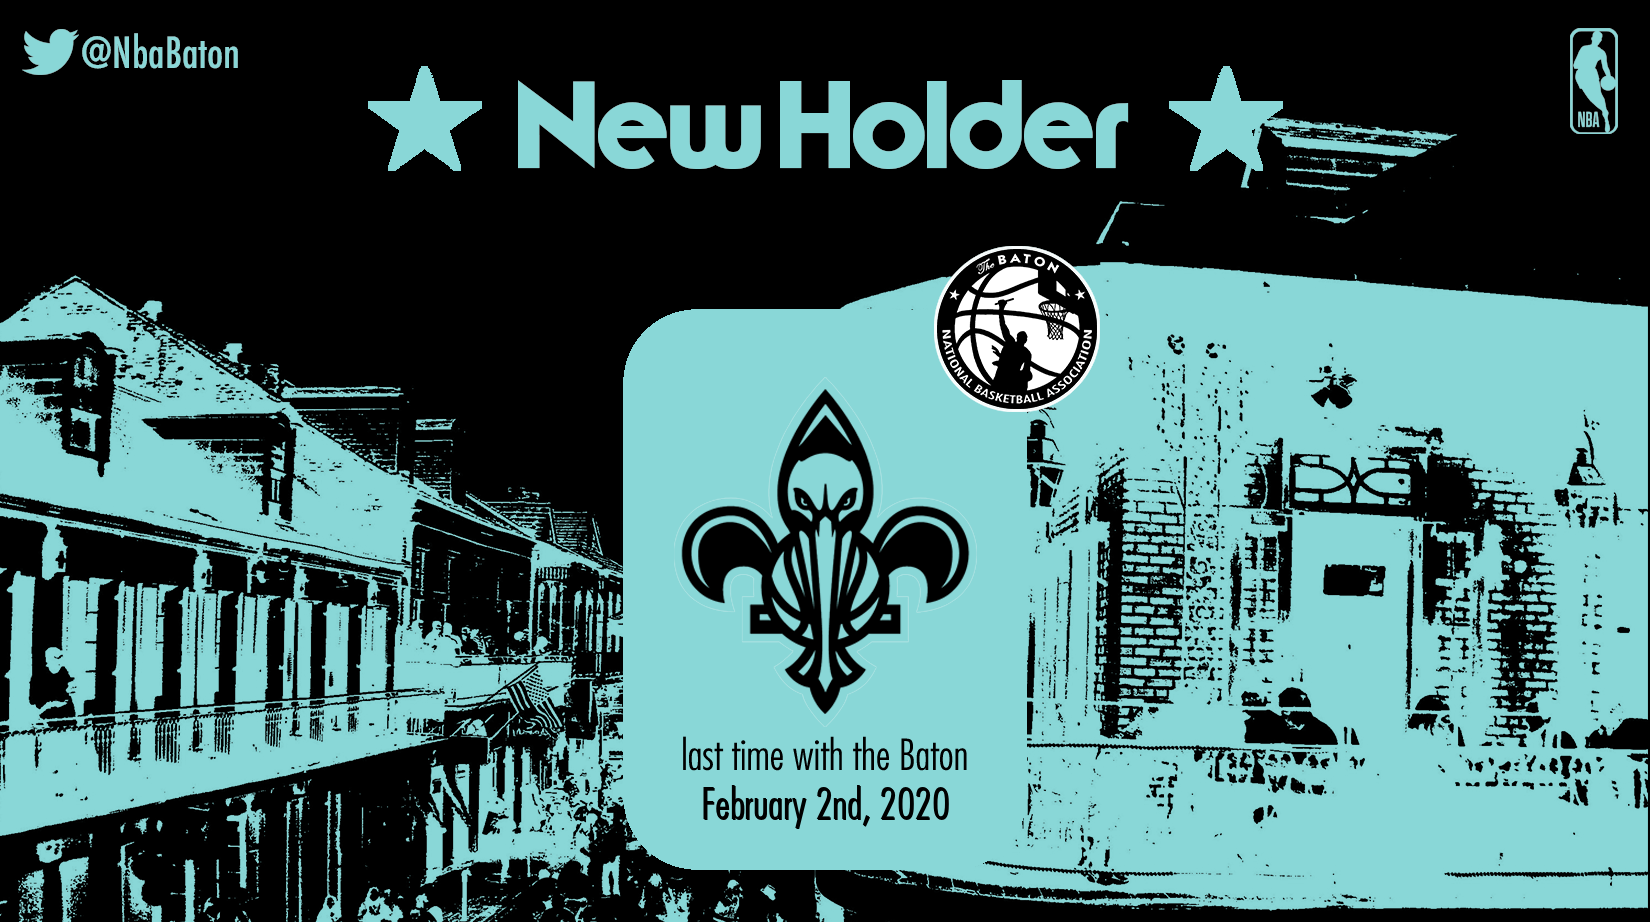 @NbaBaton
New Holder
NBA
The BATON
NATIONAL BASKETBALL ASSOCIATION
last time with the Baton
February 2nd, 2020